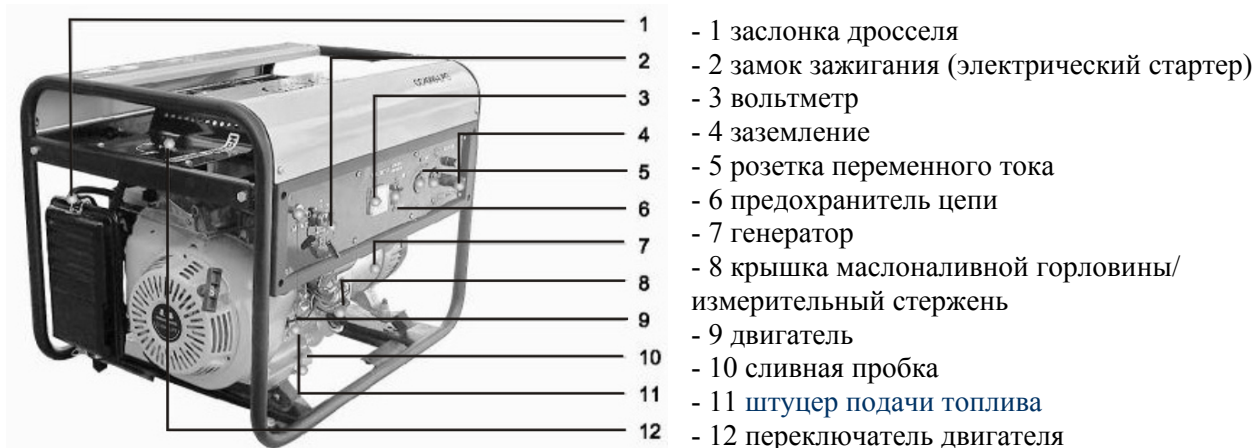 1
2
3
4
5
6
7
8
9
10
11
12
- 1 заслонка дросселя
- 2 замок зажигания (электрический стартер)
- 3 вольтметр
- 4 заземление
- 5 розетка переменного тока
- 6 предохранитель цепи
- 7 генератор
- 8 крышка маслоналивной горловины/
измерительный стержень
- 9 двигатель
- 10 сливная пробка
- 11 штуцер подачи топлива
- 12 переключатель двигателя